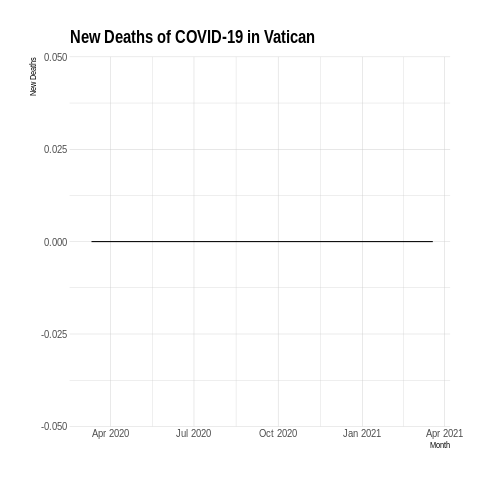 New Deaths of COVID-19 in Vatican
New Deaths
0.050
0.025
0.000
-0.025
-0.050
Apr 2020 Jul 2020 Oct 2020 Jan 2021 Apr 2021
Month